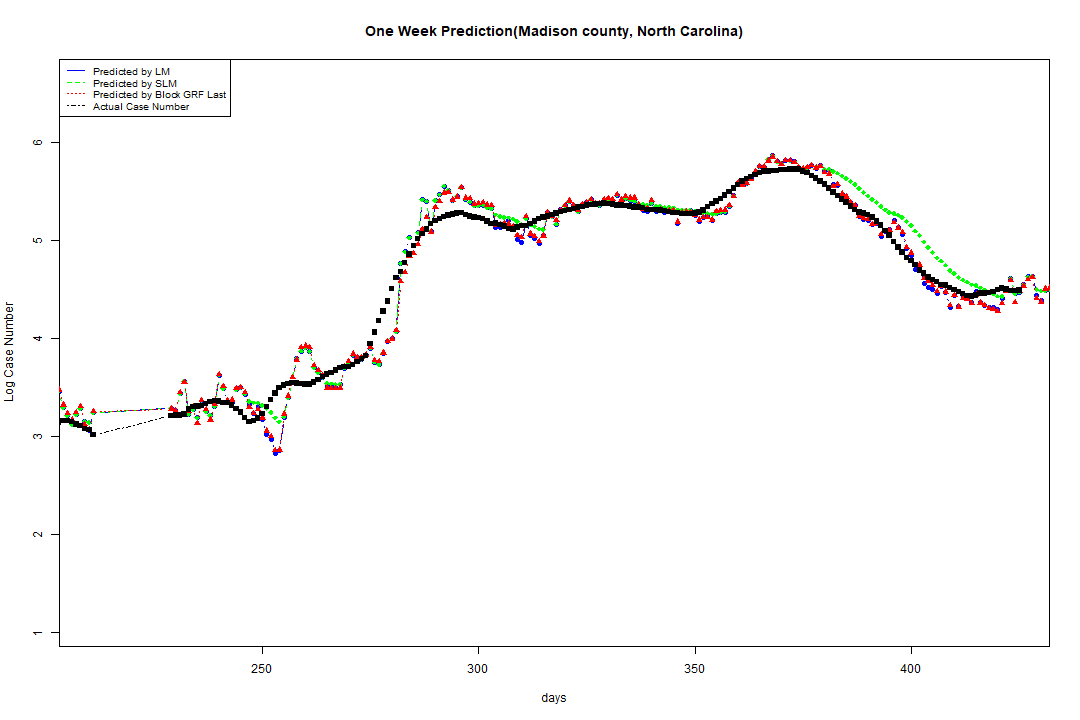 One Week Prediction(Madison county, North Carolina)
Predicted by LM
Predicted by SLM
Predicted by Block GRF Last
Actual Case Number
6
5
4
3
2
1
Log Case Number
250 300 350 400
days